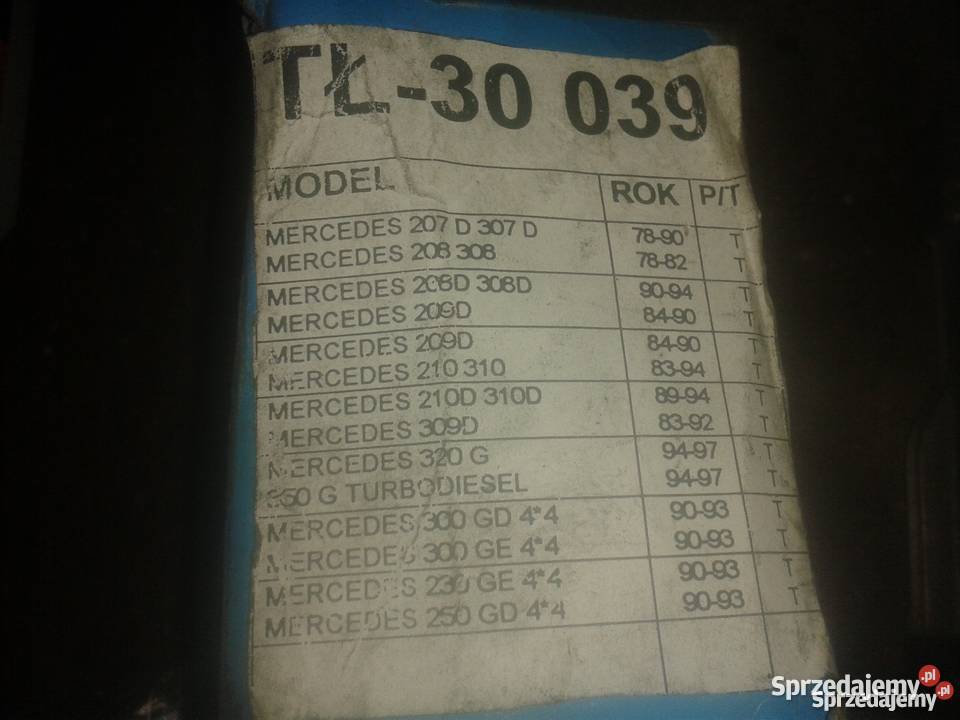 TŁ-30 039
MODEL ROK P/T
MERCEDES 207 D 307 D 78-90 T
MERCEDES 208 308 78-82 T
MERCEDES 208D 308D 90-94 T
MERCEDES 209D 84-90 T
MERCEDES 209D 84-90 T
MERCEDES 210 310 83-94 T
MERCEDES 210D 310D 89-94 T
MERCEDES 309D 83-92 T
MERCEDES 320 G 94-97 T
350 G TURBODIESEL 94-97 T
MERCEDES 300 GD 4*4 90-93 T
MERCEDES 300 GE 4*4 90-93 T
MERCEDES 230 GE 4*4 90-93 T
MERCEDES 250 GD 4*4 90-93 T
Sprzedajemy.pl
Sprzedajemy.pl